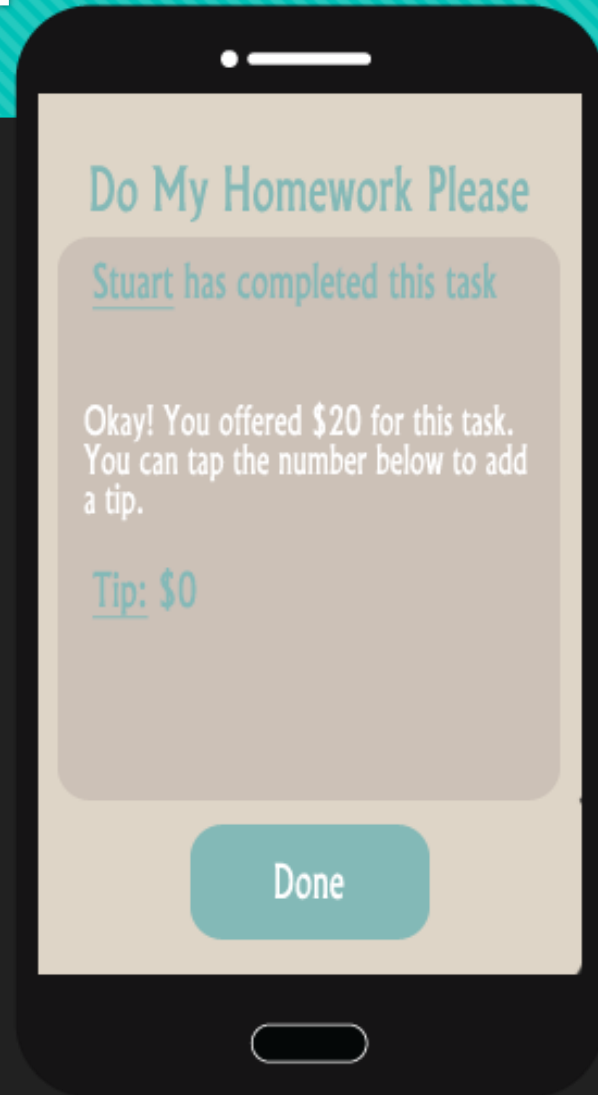 Do My Homework Please
Stuart has completed this task
Okay! You offered $20 for this task.
You can tap the number below to add
a tip.
Tip: $0
Done